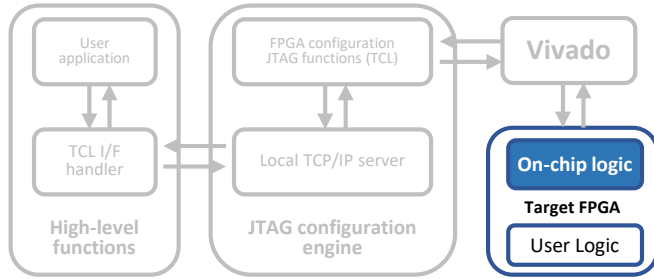 User
application
TCL I/F
handler
High-level
functions
FPGA configuration
JTAG functions (TCL)
Local TCP/IP server
JTAG configuration
engine
Vivado
On-chip logic
Target FPGA
User Logic